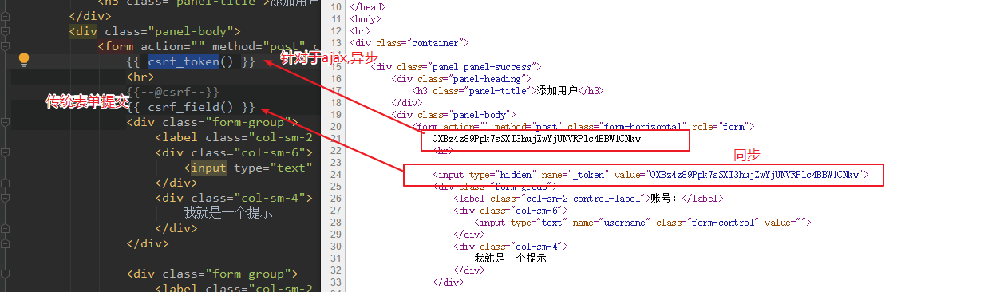 <h3 class="panel-title">添加用户
</div>
<div class="panel-body">
<form action="" method="post" c
{{ csrf_token() }}
针对于ajax,异步
<hr>
{{--@csrf--}}
传统表单提交
{{ csrf_field() }}
<div class="form-group">
<label class="col-sm-2
<div class="col-sm-6">
<input type="text"
</div>
<div class="col-sm-4">
我就是一个提示
</div>
</div>
<div class="form-group">
<label class="col-sm-2
10 </head>
11 <body>
12 <br>
13 <div class="container">
14
15 <div class="panel panel-success">
16 <div class="panel-heading">
17 <h3 class="panel-title">添加用户</h3>
18 </div>
19 <div class="panel-body">
20 <form action="" method="post" class="form-horizontal" role="form">
21 OXBz4z89Ppk7sSXI3hujZwYjUNVRPlc4BBW1CNkw
22 <hr>
同步
23
24 <input type="hidden" name="_token" value="OXBz4z89Ppk7sSXI3hujZwYjUNVRPlc4BBW1CNkw">
25 <div class="form-group">
26 <label class="col-sm-2 control-label">账号：</label>
27 <div class="col-sm-6">
28 <input type="text" name="username" class="form-control" value="">
29 </div>
30 <div class="col-sm-4">
31 我就是一个提示
32 </div>
33 </div>